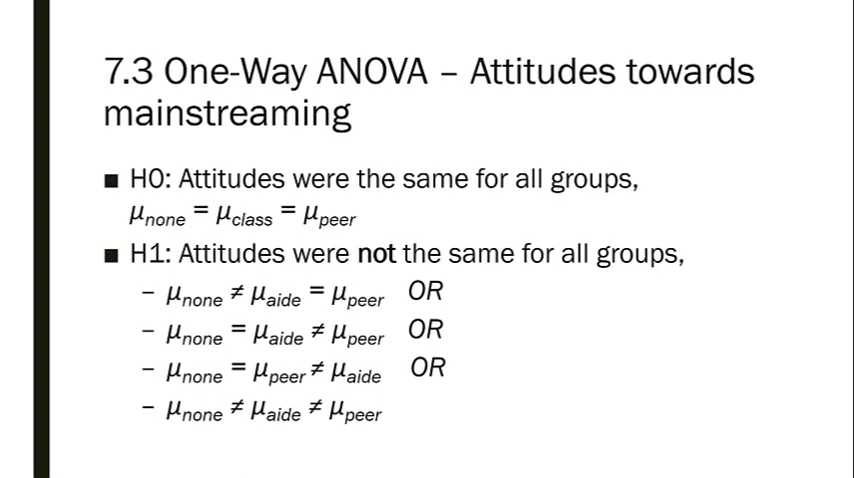 7.3 One-Way ANOVA – Attitudes towards
mainstreaming
■ H0: Attitudes were the same for all groups,
μnone = μclass = μpeer
■ H1: Attitudes were not the same for all groups,
– μnone ≠ μaide = μpeer OR
– μnone = μaide ≠ μpeer OR
– μnone = μpeer ≠ μaide OR
– μnone ≠ μaide ≠ μpeer